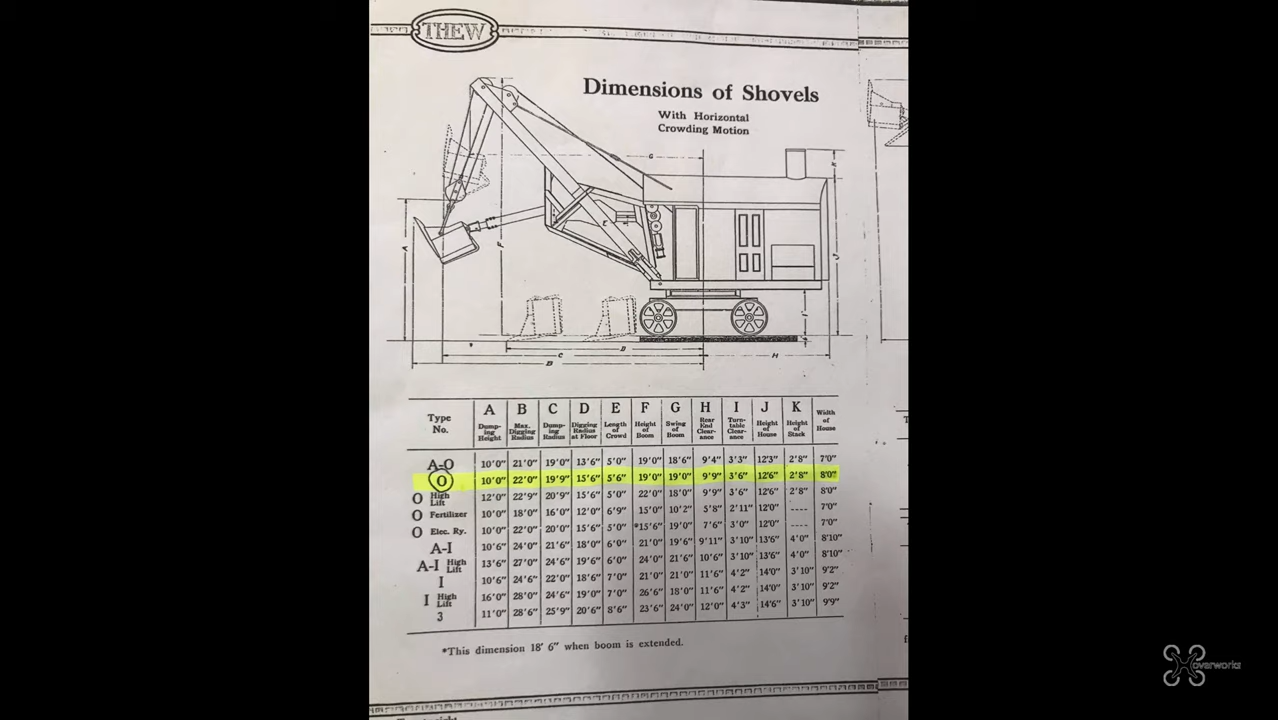 THEW
Dimensions of Shovels
With Horizontal
Crowding Motion
G
K
A
F
E
J
I
D
C
H
B
Type No. A Dump-ing Height B Max. Digging Radius C Dump-ing Radius D Digging Radius at Floor E Length of Crowd F Height of Boom G Swing of Boom H Rear End Clear-ance I Turn-table Clear-ance J Height of House K Height of Stack Width of House
A-O 10'0" 21'0" 19'0" 13'6" 5'0" 19'0" 18'6" 9'4" 3'3" 12'3" 2'8" 7'0"
O 10'0" 22'0" 19'9" 15'6" 5'6" 19'0" 19'0" 9'9" 3'6" 12'6" 2'8" 8'0"
O High Lift 12'0" 22'9" 20'9" 15'6" 5'0" 22'0" 18'0" 9'9" 3'6" 12'6" 2'8" 8'0"
O Fertilizer 10'0" 18'0" 16'0" 12'0" 6'9" 15'0" 10'2" 5'8" 2'11" 12'0" ---- 7'0"
O Elec. Ry. 10'0" 22'0" 20'0" 15'6" 5'0" *15'6" 19'0" 7'6" 3'0" 12'0" ---- 7'0"
A-I 10'6" 24'0" 21'6" 18'0" 6'0" 21'0" 19'6" 9'11" 3'10" 13'6" 4'0" 8'10"
A-I High Lift 13'6" 27'0" 24'6" 19'6" 6'0" 24'0" 21'6" 10'6" 3'10" 13'6" 4'0" 8'10"
I 10'6" 24'6" 22'0" 18'6" 7'0" 21'0" 21'0" 11'6" 4'2" 14'0" 3'10" 9'2"
I High Lift 16'0" 28'0" 24'6" 19'0" 7'0" 26'6" 18'0" 11'6" 4'2" 14'0" 3'10" 9'2"
3 11'0" 28'6" 25'9" 20'6" 8'6" 23'6" 24'0" 12'0" 4'3" 14'6" 3'10" 9'9"
*This dimension 18' 6" when boom is extended.
overworks